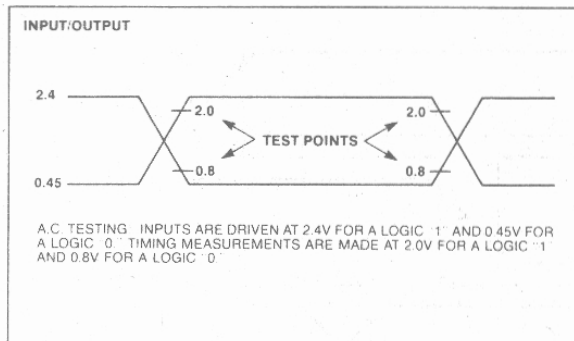 INPUT/OUTPUT
2.4
2.0
2.0
TEST POINTS
0.8
0.8
0.45
A.C. TESTING: INPUTS ARE DRIVEN AT 2.4V FOR A LOGIC "1" AND 0.45V FOR
A LOGIC "0." TIMING MEASUREMENTS ARE MADE AT 2.0V FOR A LOGIC "1"
AND 0.8V FOR A LOGIC "0."